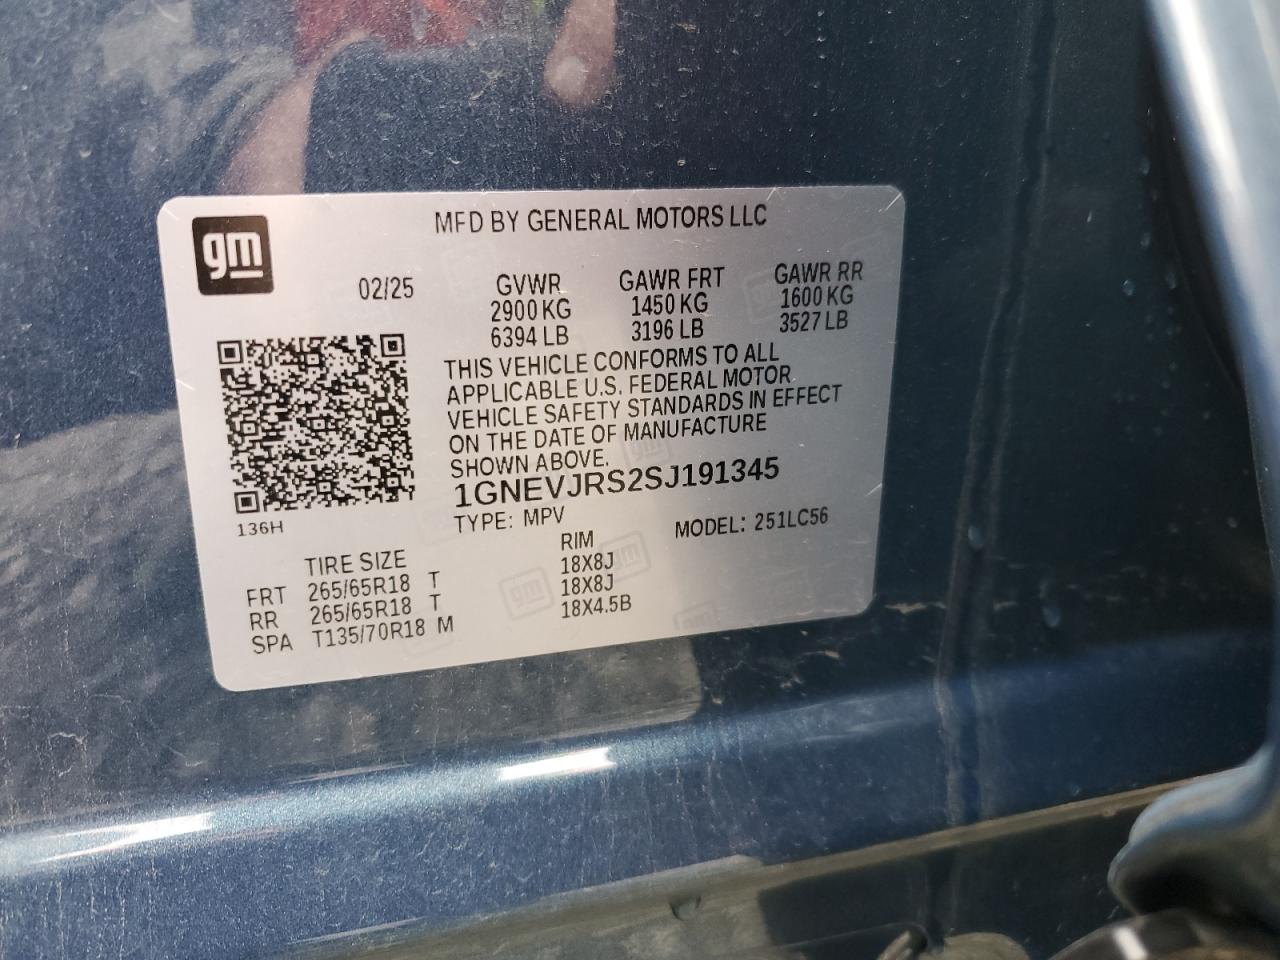 gm
MFD BY GENERAL MOTORS LLC
02/25 GVWR GAWR FRT GAWR RR
2900 KG 1450 KG 1600 KG
6394 LB 3196 LB 3527 LB
THIS VEHICLE CONFORMS TO ALL
APPLICABLE U.S. FEDERAL MOTOR
VEHICLE SAFETY STANDARDS IN EFFECT
ON THE DATE OF MANUFACTURE
SHOWN ABOVE.
1GNEVJRS2SJ191345
136H
TYPE: MPV MODEL: 251LC56
TIRE SIZE RIM
FRT 265/65R18 T 18X8J
RR 265/65R18 T 18X8J
SPA T135/70R18 M 18X4.5B
gm
gm